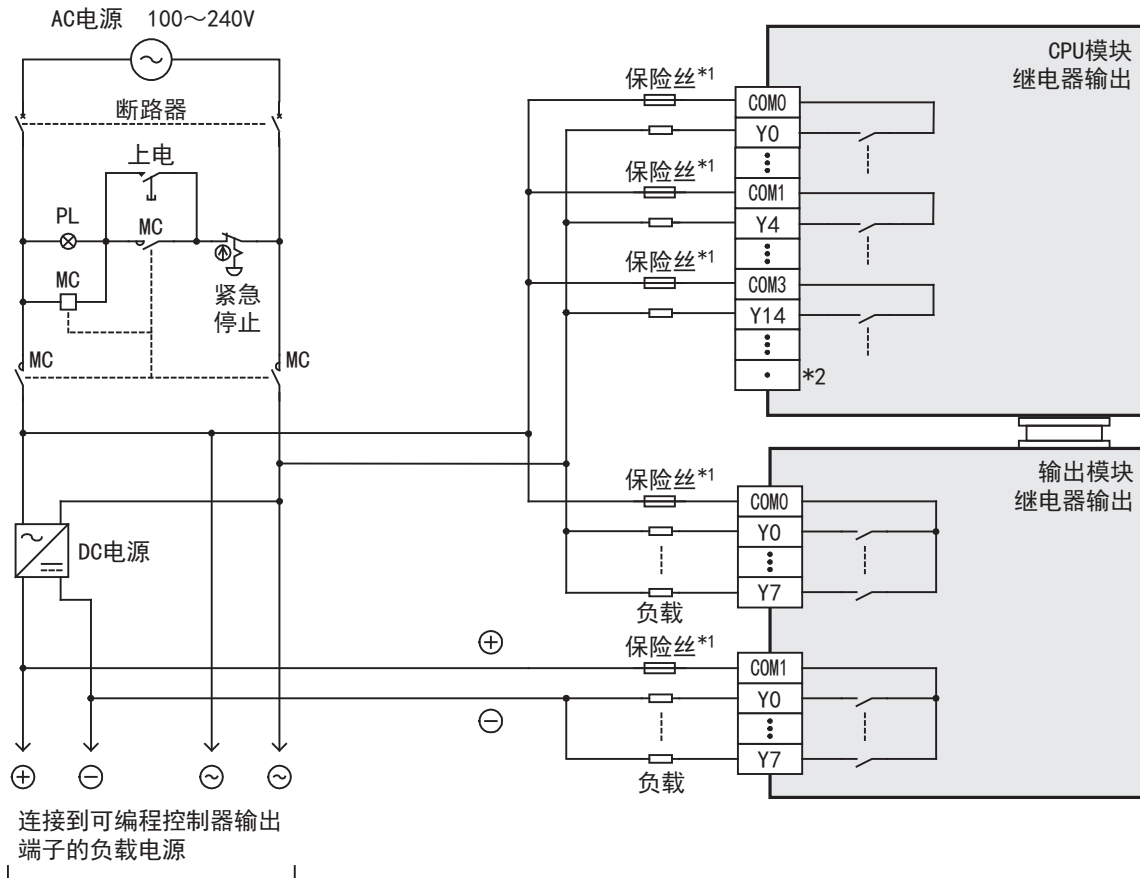 AC电源 100～240V
断路器
上电
PL
MC
MC
紧急
停止
MC
MC
DC电源
⊕
⊖
⊕
⊖
连接到可编程控制器输出
端子的负载电源
CPU模块
继电器输出
保险丝*1
COM0
Y0
保险丝*1
COM1
Y4
保险丝*1
COM3
Y14
*2
输出模块
继电器输出
保险丝*1
COM0
Y0
Y7
负载
保险丝*1
COM1
Y0
Y7
负载